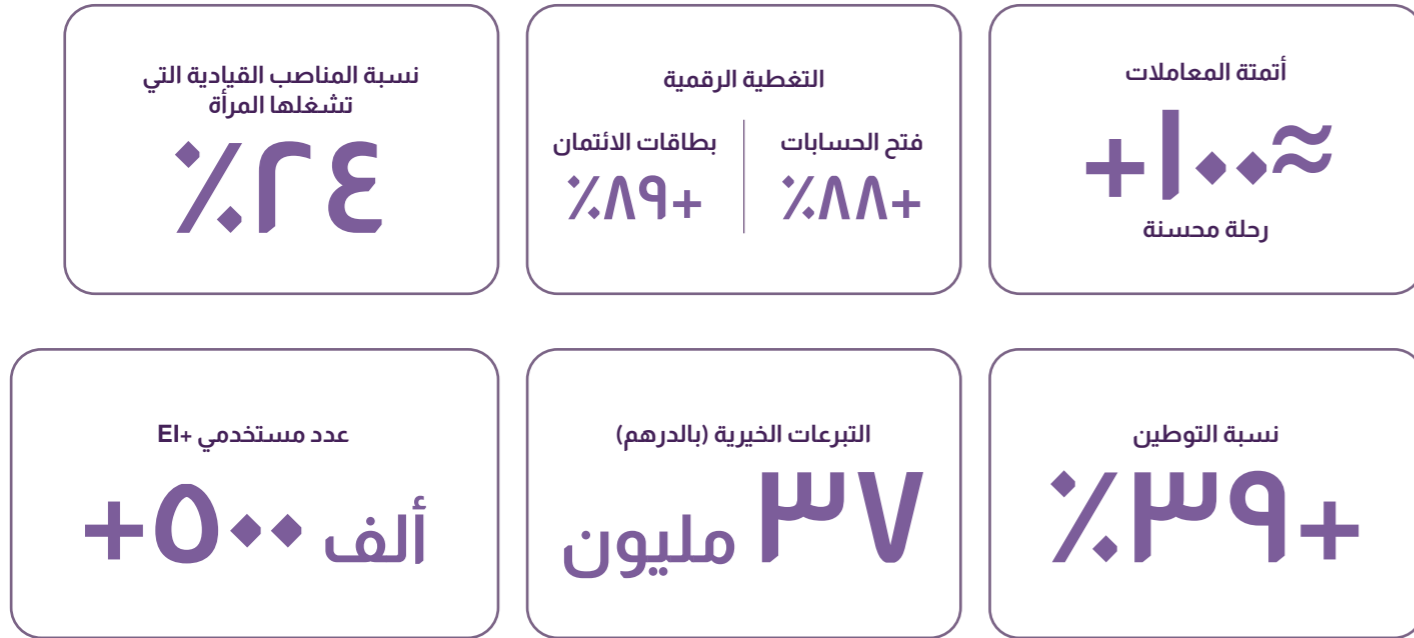 أتمتة المعاملات
≈١٠٠+
رحلة محسنة
التغطية الرقمية
فتح الحسابات
+٨٨٪
بطاقات الائتمان
+٨٩٪
نسبة المناصب القيادية التي
تشغلها المرأة
٢٤٪
نسبة التوطين
+٣٩٪
التبرعات الخيرية (بالدرهم)
٣٧ مليون
عدد مستخدمي EI+
ألف ٥٠٠+